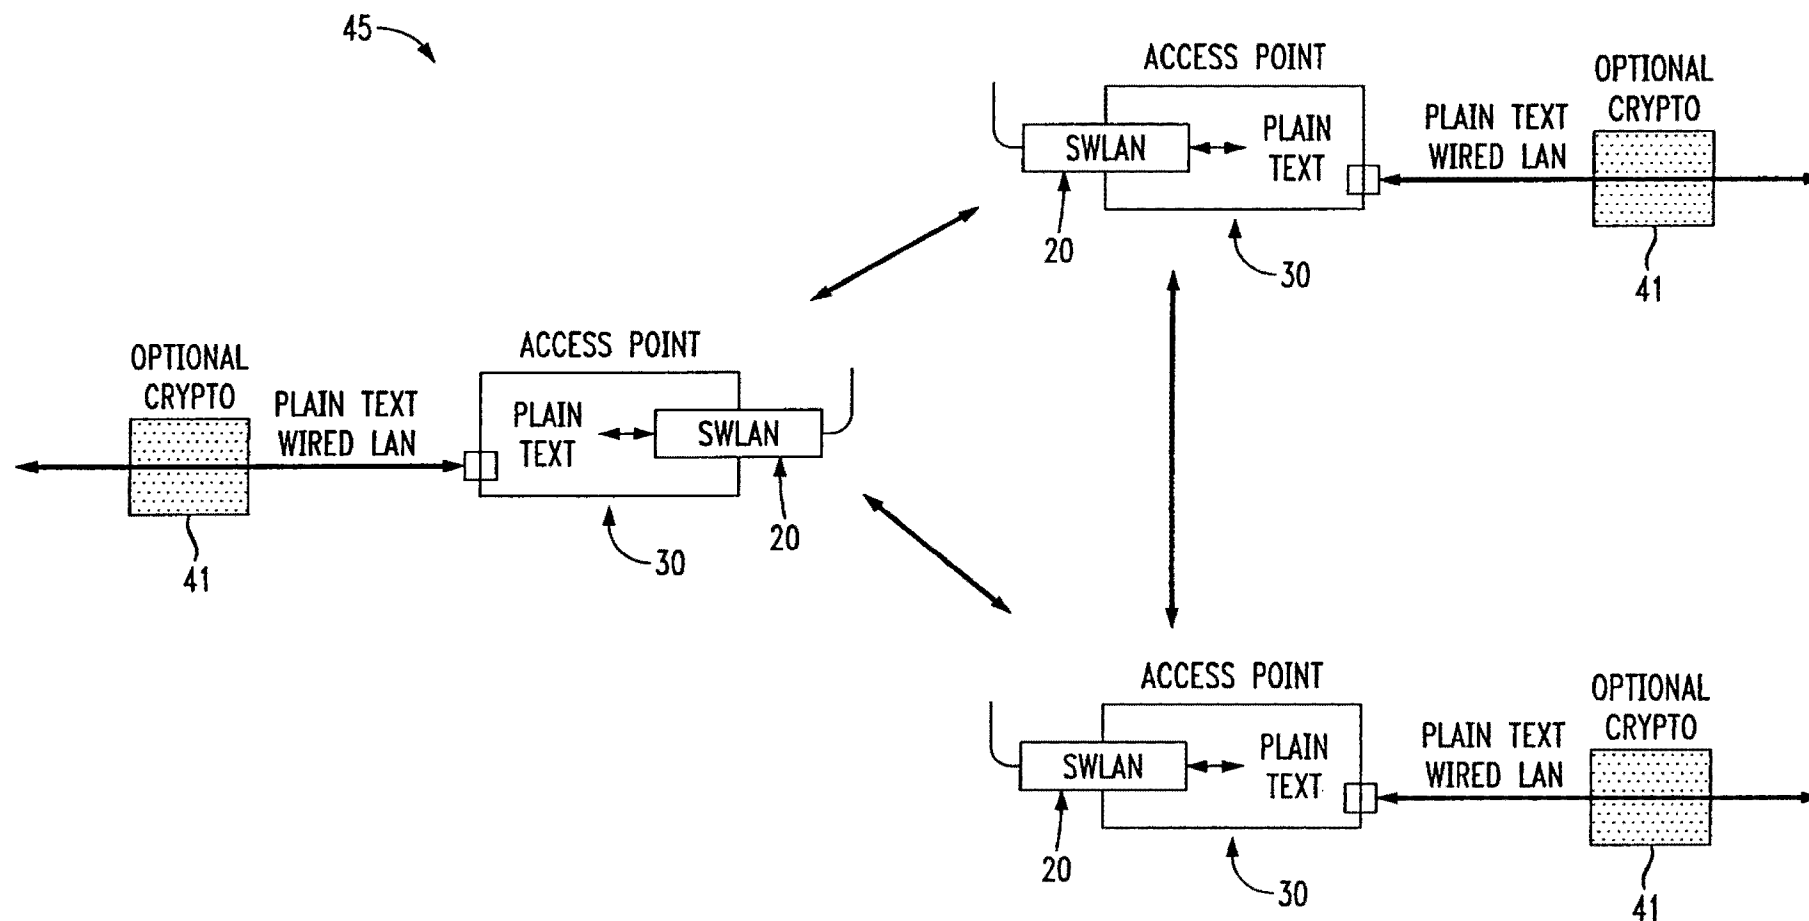 45
ACCESS POINT
OPTIONAL
CRYPTO
PLAIN TEXT
WIRED LAN
SWLAN
PLAIN
TEXT
20
30
41
ACCESS POINT
OPTIONAL
CRYPTO
PLAIN TEXT
WIRED LAN
PLAIN
TEXT
SWLAN
20
30
41
ACCESS POINT
OPTIONAL
CRYPTO
PLAIN TEXT
WIRED LAN
SWLAN
PLAIN
TEXT
20
30
41